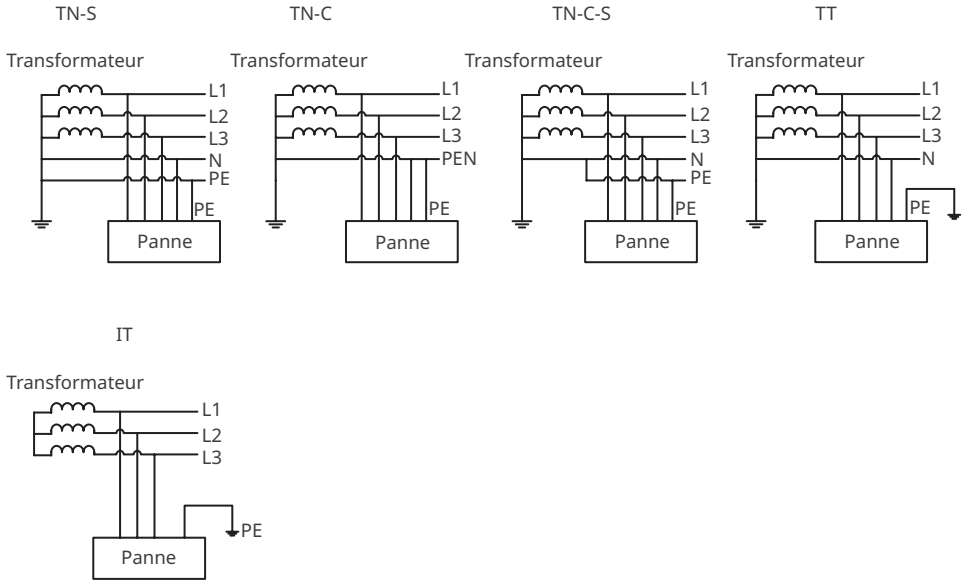 TN-S
TN-C
TN-C-S
TT
Transformateur
L1
L2
L3
N
PE
PE
Panne
Transformateur
L1
L2
L3
PEN
PE
Panne
Transformateur
L1
L2
L3
N
PE
PE
Panne
Transformateur
L1
L2
L3
N
PE
Panne
IT
Transformateur
L1
L2
L3
PE
Panne